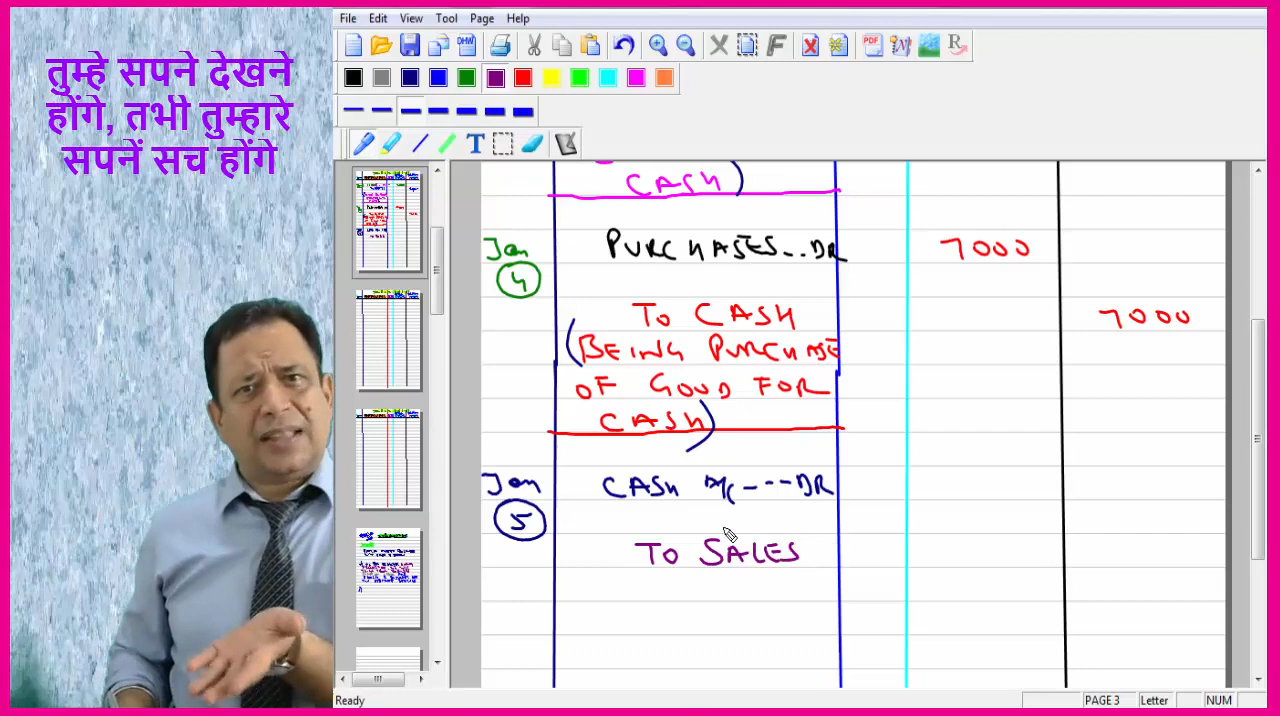 तुम्हे सपने देखने
होंगे, तभी तुम्हारे
सपनें सच होंगे
File Edit View Tool Page Help
CASH)
Jan PURCHASES...DR 7000
4
TO CASH 7000
(BEING PURCHASE
OF GOOD FOR
CASH)
Jan CASH A/C----DR
5
TO SALES
Ready PAGE 3 Letter NUM